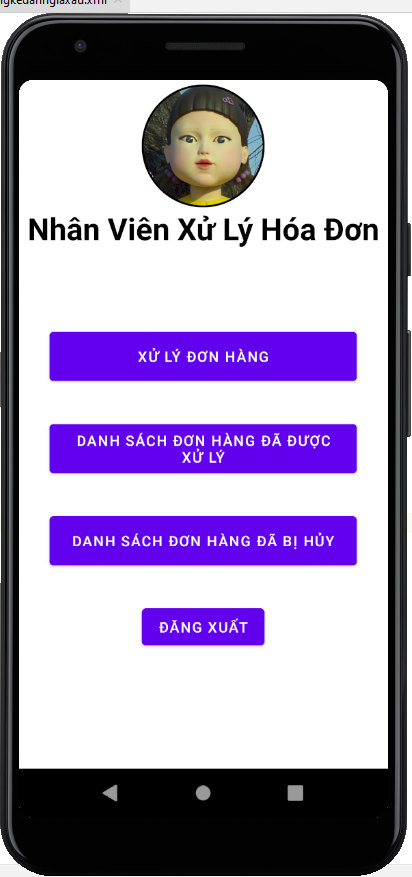 Nhân Viên Xử Lý Hóa Đơn
XỬ LÝ ĐƠN HÀNG
DANH SÁCH ĐƠN HÀNG ĐÃ ĐƯỢC
XỬ LÝ
DANH SÁCH ĐƠN HÀNG ĐÃ BỊ HỦY
ĐĂNG XUẤT